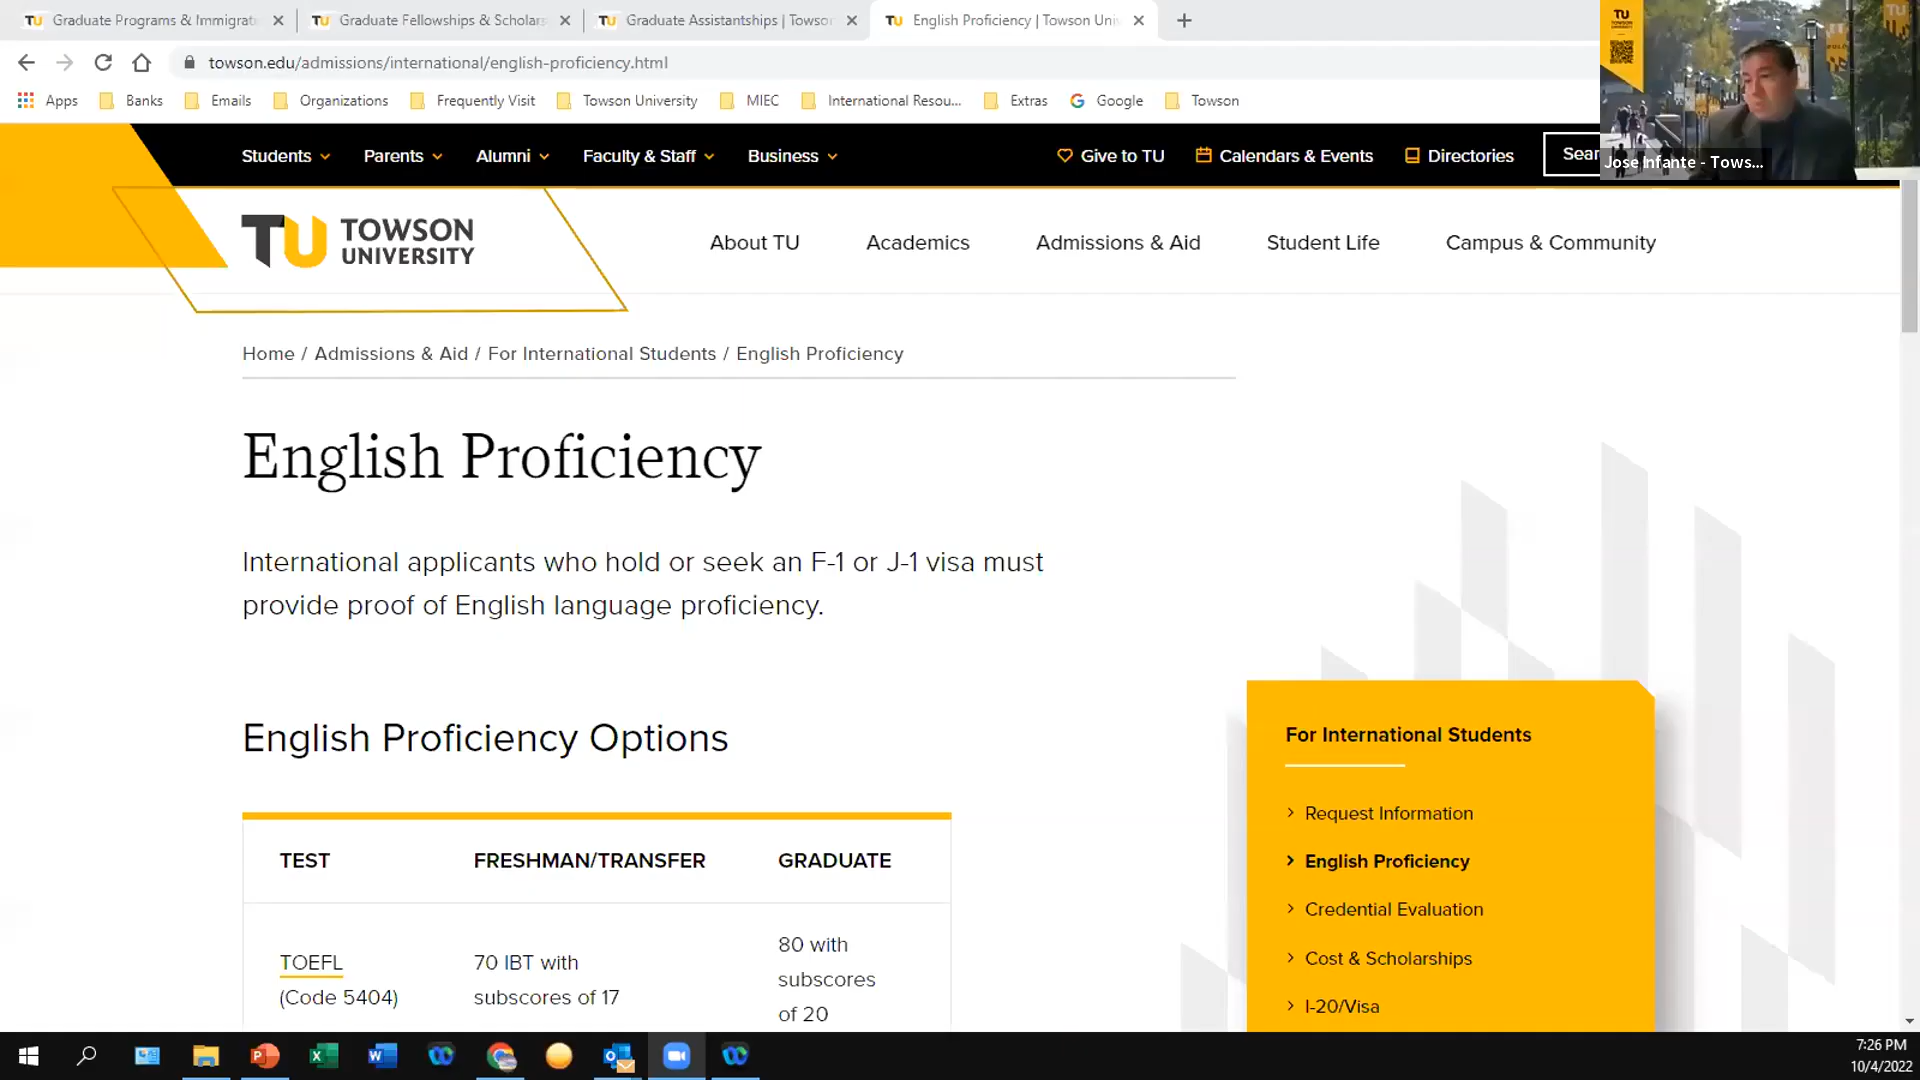 Graduate Programs & Immigrati
Graduate Fellowships & Scholars
Graduate Assistantships | Towson
English Proficiency | Towson Univ
towson.edu/admissions/international/english-proficiency.html
Apps
Banks
Emails
Organizations
Frequently Visit
Towson University
MIEC
International Resou...
Extras
Google
Towson
Students
Parents
Alumni
Faculty & Staff
Business
Give to TU
Calendars & Events
Directories
Sear
Jose Infante - Tows...
TU TOWSON
UNIVERSITY
About TU
Academics
Admissions & Aid
Student Life
Campus & Community
Home / Admissions & Aid / For International Students / English Proficiency
English Proficiency
International applicants who hold or seek an F-1 or J-1 visa must
provide proof of English language proficiency.
English Proficiency Options
TEST
FRESHMAN/TRANSFER
GRADUATE
TOEFL
(Code 5404)
70 IBT with
subscores of 17
80 with
subscores
of 20
For International Students
Request Information
English Proficiency
Credential Evaluation
Cost & Scholarships
I-20/Visa
7:26 PM
10/4/2022